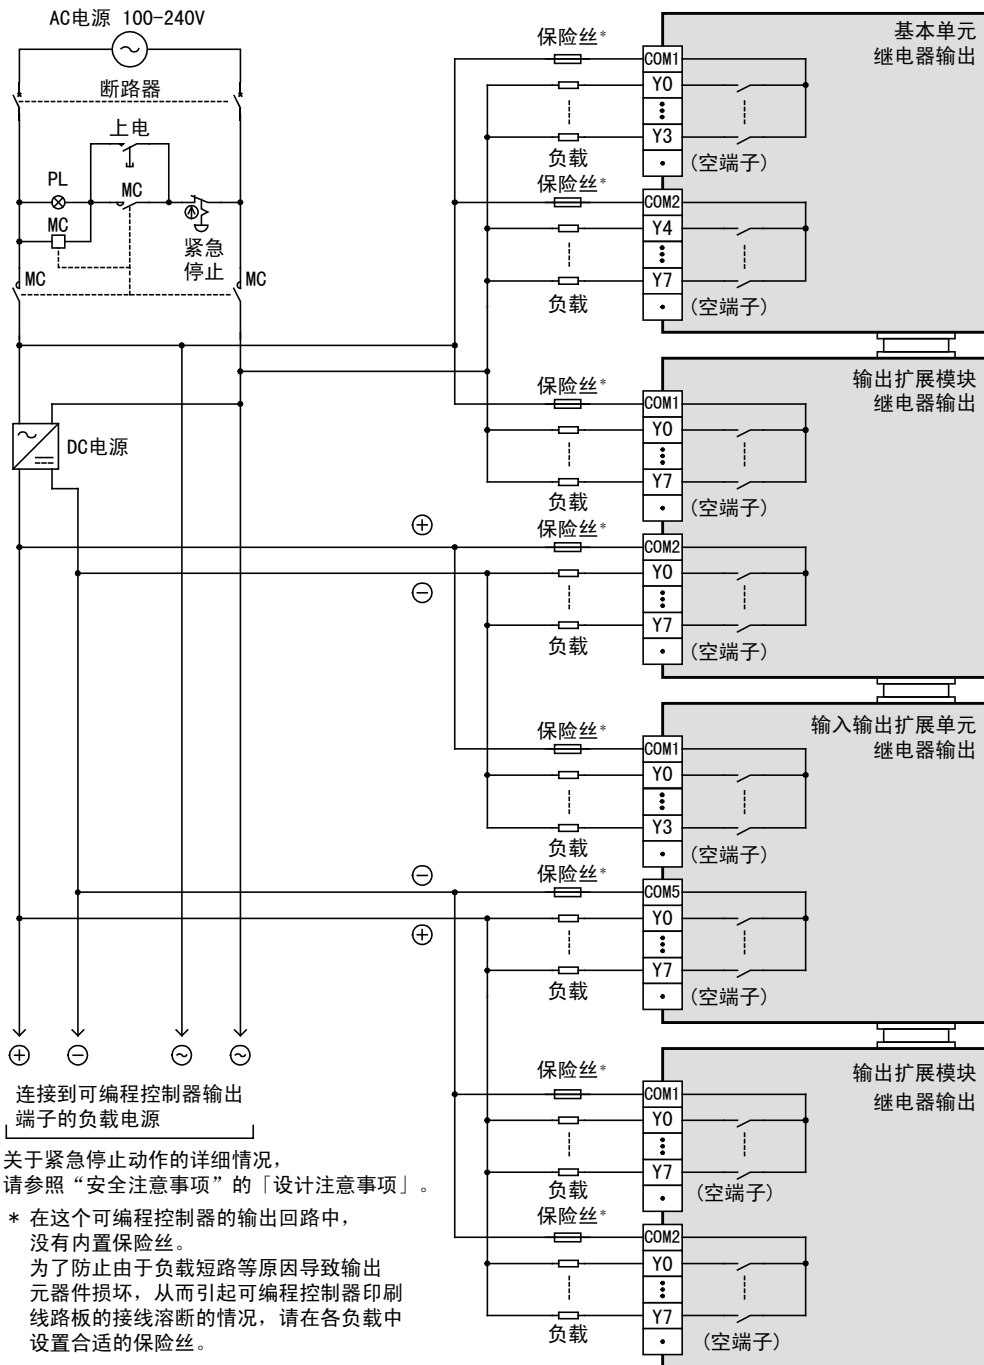 AC电源 100-240V
断路器
上电
PL
MC
MC
紧急
停止
MC
MC
DC电源
保险丝*
COM1
Y0
Y3
负载
(空端子)
基本单元
继电器输出
保险丝*
COM2
Y4
Y7
负载
(空端子)
输出扩展模块
继电器输出
保险丝*
COM1
Y0
Y7
负载
(空端子)
保险丝*
COM2
Y0
Y7
负载
(空端子)
输入输出扩展单元
继电器输出
保险丝*
COM1
Y0
Y3
负载
(空端子)
保险丝*
COM5
Y0
Y7
负载
(空端子)
输出扩展模块
继电器输出
保险丝*
COM1
Y0
Y7
负载
(空端子)
保险丝*
COM2
Y0
Y7
负载
(空端子)
连接到可编程控制器输出
端子的负载电源
关于紧急停止动作的详细情况，
请参照“安全注意事项”的「设计注意事项」。
* 在这个可编程控制器的输出回路中，
没有内置保险丝。
为了防止由于负载短路等原因导致输出
元器件损坏，从而引起可编程控制器印刷
线路板的接线溶断的情况，请在各负载中
设置合适的保险丝。